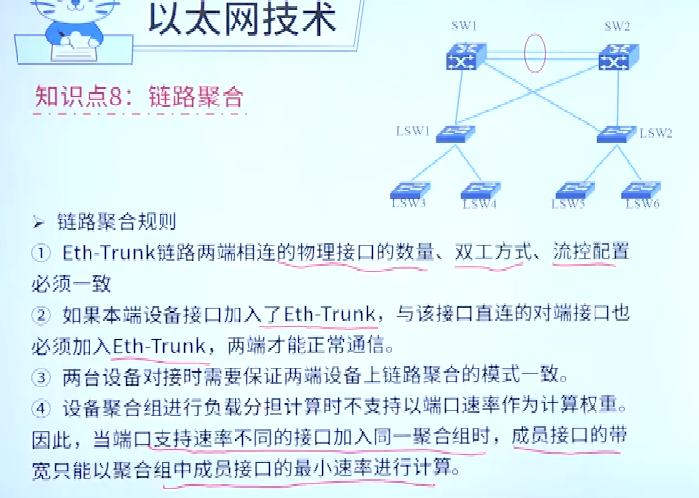 以太网技术
知识点8：链路聚合
SW1
SW2
LSW1
LSW2
LSW3
LSW4
LSW5
LSW6
➢ 链路聚合规则
① Eth-Trunk链路两端相连的物理接口的数量、双工方式、流控配置
必须一致
② 如果本端设备接口加入了Eth-Trunk，与该接口直连的对端接口也
必须加入Eth-Trunk，两端才能正常通信。
③ 两台设备对接时需要保证两端设备上链路聚合的模式一致。
④ 设备聚合组进行负载分担计算时不支持以端口速率作为计算权重。
因此，当端口支持速率不同的接口加入同一聚合组时，成员接口的带
宽只能以聚合组中成员接口的最小速率进行计算。